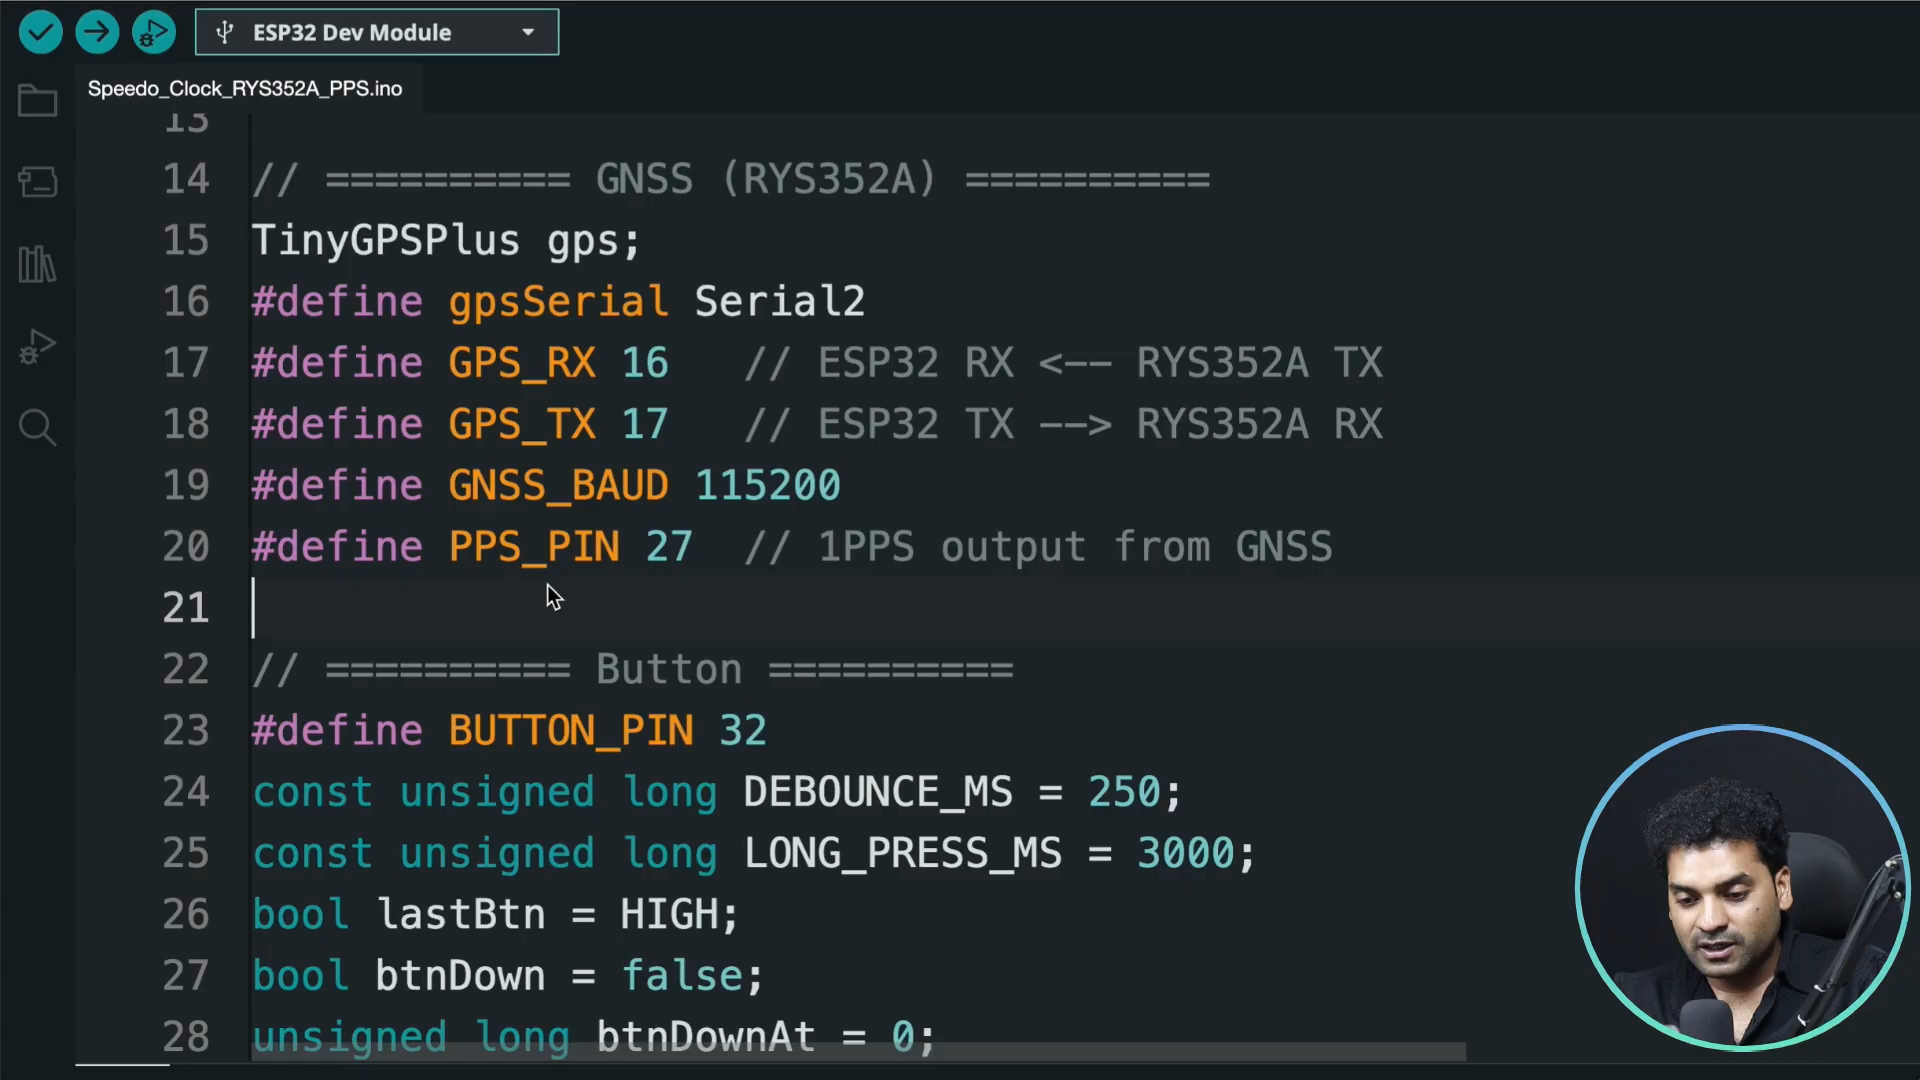 ESP32 Dev Module
Speedo_Clock_RYS352A_PPS.ino
13
14 // ========== GNSS (RYS352A) ==========
15 TinyGPSPlus gps;
16 #define gpsSerial Serial2
17 #define GPS_RX 16 // ESP32 RX <-- RYS352A TX
18 #define GPS_TX 17 // ESP32 TX --> RYS352A RX
19 #define GNSS_BAUD 115200
20 #define PPS_PIN 27 // 1PPS output from GNSS
21
22 // ========== Button ==========
23 #define BUTTON_PIN 32
24 const unsigned long DEBOUNCE_MS = 250;
25 const unsigned long LONG_PRESS_MS = 3000;
26 bool lastBtn = HIGH;
27 bool btnDown = false;
28 unsigned long btnDownAt = 0;